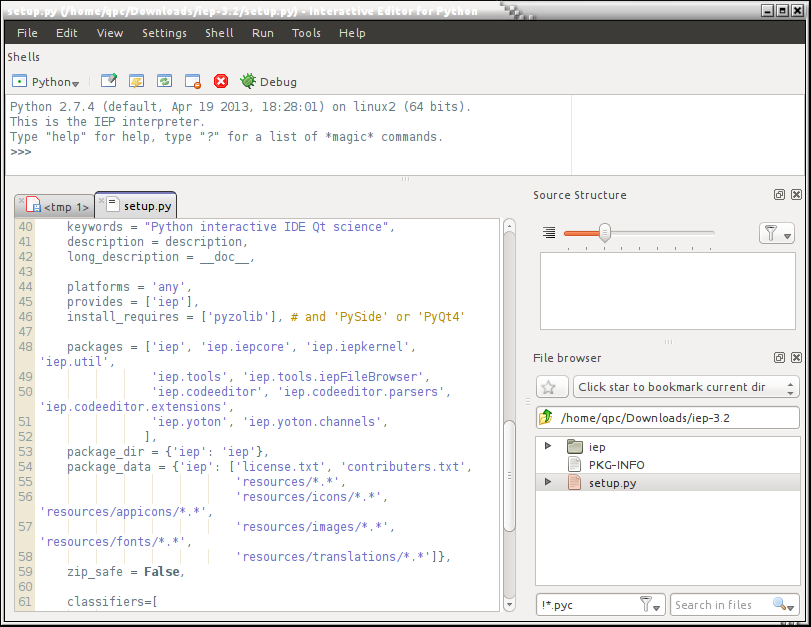 setup.py (/home/qpc/Downloads/iep-3.2/setup.py) - Interactive Editor for Python
File Edit View Settings Shell Run Tools Help
Shells
Python Debug
Python 2.7.4 (default, Apr 19 2013, 18:28:01) on linux2 (64 bits).
This is the IEP interpreter.
Type "help" for help, type "?" for a list of *magic* commands.
>>>
<tmp 1> setup.py
40 keywords = "Python interactive IDE Qt science",
41 description = description,
42 long_description = __doc__,
43
44 platforms = 'any',
45 provides = ['iep'],
46 install_requires = ['pyzolib'], # and 'PySide' or 'PyQt4'
47
48 packages = ['iep', 'iep.iepcore', 'iep.iepkernel',
'iep.util',
49 'iep.tools', 'iep.tools.iepFileBrowser',
50 'iep.codeeditor', 'iep.codeeditor.parsers',
'iep.codeeditor.extensions',
51 'iep.yoton', 'iep.yoton.channels',
52 ],
53 package_dir = {'iep': 'iep'},
54 package_data = {'iep': ['license.txt', 'contributers.txt',
55 'resources/*.*',
56 'resources/icons/*.*',
'resources/appicons/*.*',
57 'resources/images/*.*',
'resources/fonts/*.*',
58 'resources/translations/*.*']},
59 zip_safe = False,
60
61 classifiers=[
Source Structure
File browser
Click star to bookmark current dir
/home/qpc/Downloads/iep-3.2
iep
PKG-INFO
setup.py
!*.pyc
Search in files